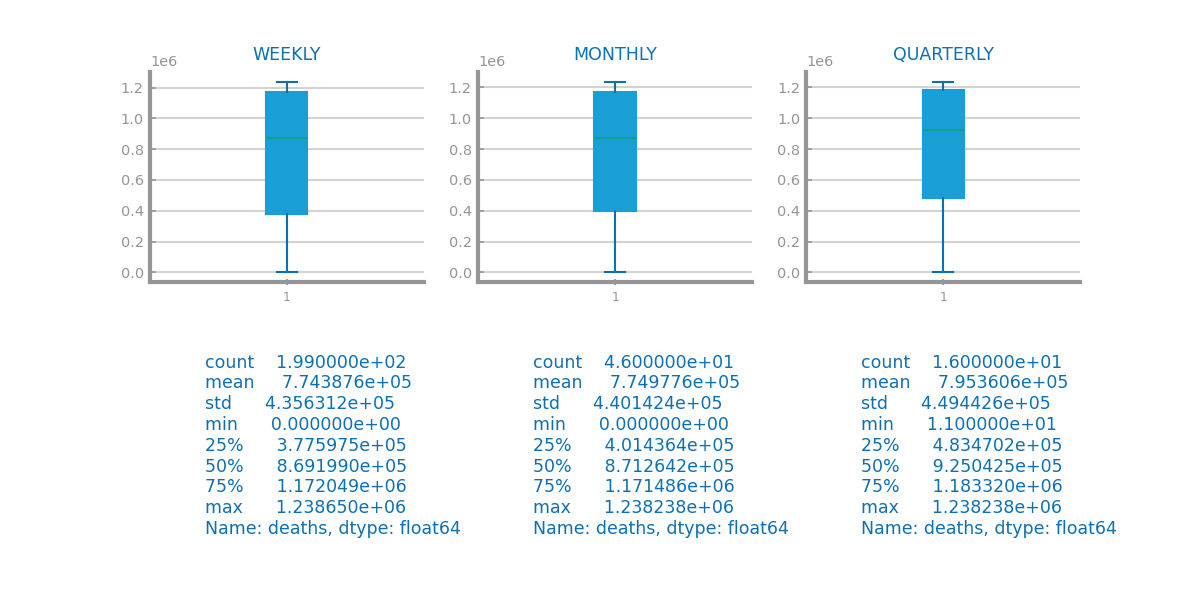 WEEKLY
1e6
1.2
1.0
0.8
0.6
0.4
0.2
0.0
1
MONTHLY
1e6
1.2
1.0
0.8
0.6
0.4
0.2
0.0
1
QUARTERLY
1e6
1.2
1.0
0.8
0.6
0.4
0.2
0.0
1
count 1.990000e+02
mean 7.743876e+05
std 4.356312e+05
min 0.000000e+00
25% 3.775975e+05
50% 8.691990e+05
75% 1.172049e+06
max 1.238650e+06
Name: deaths, dtype: float64
count 4.600000e+01
mean 7.749776e+05
std 4.401424e+05
min 0.000000e+00
25% 4.014364e+05
50% 8.712642e+05
75% 1.171486e+06
max 1.238238e+06
Name: deaths, dtype: float64
count 1.600000e+01
mean 7.953606e+05
std 4.494426e+05
min 1.100000e+01
25% 4.834702e+05
50% 9.250425e+05
75% 1.183320e+06
max 1.238238e+06
Name: deaths, dtype: float64